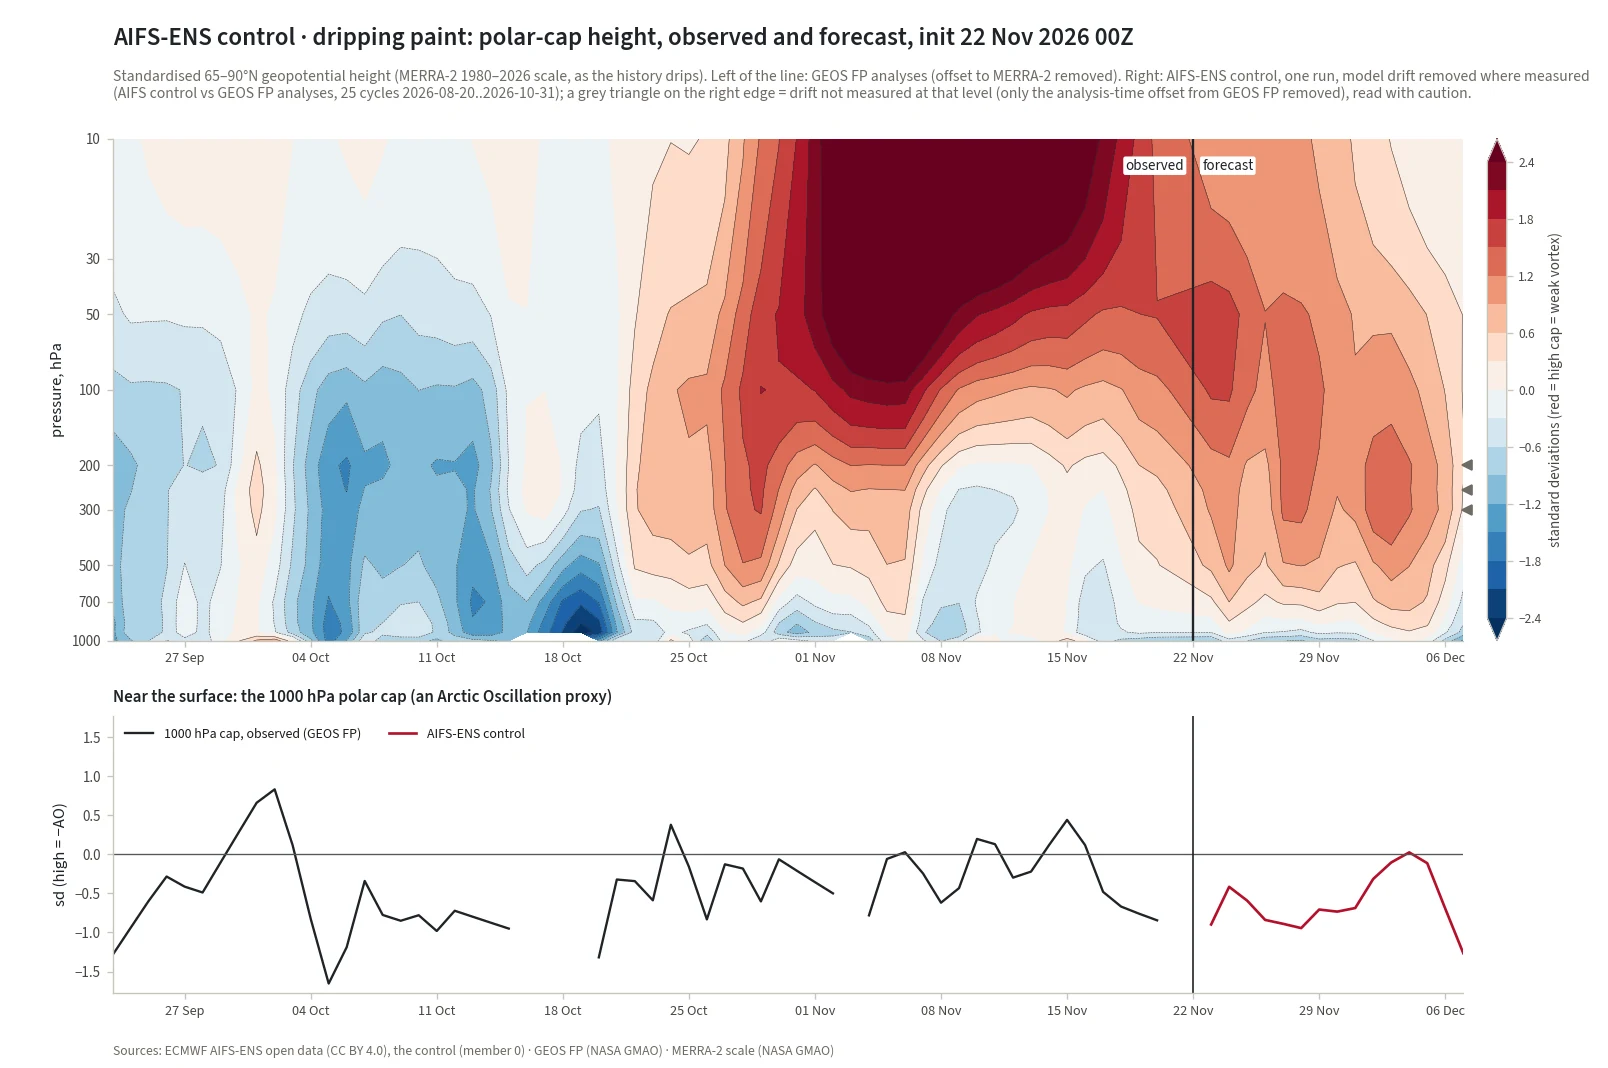 AIFS-ENS control · dripping paint: polar-cap height, observed and forecast, init 22 Nov 2026 00Z
Standardised 65–90°N geopotential height (MERRA-2 1980–2026 scale, as the history drips). Left of the line: GEOS FP analyses (offset to MERRA-2 removed). Right: AIFS-ENS control, one run, model drift removed where measured
(AIFS control vs GEOS FP analyses, 25 cycles 2026-08-20..2026-10-31); a grey triangle on the right edge = drift not measured at that level (only the analysis-time offset from GEOS FP removed), read with caution.
pressure, hPa
10
30
50
100
200
300
500
700
1000
observed
forecast
27 Sep
04 Oct
11 Oct
18 Oct
25 Oct
01 Nov
08 Nov
15 Nov
22 Nov
29 Nov
06 Dec
2.4
1.8
1.2
0.6
0.0
−0.6
−1.2
−1.8
−2.4
standard deviations (red = high cap = weak vortex)
Near the surface: the 1000 hPa polar cap (an Arctic Oscillation proxy)
1000 hPa cap, observed (GEOS FP)
AIFS-ENS control
sd (high = −AO)
1.5
1.0
0.5
0.0
−0.5
−1.0
−1.5
27 Sep
04 Oct
11 Oct
18 Oct
25 Oct
01 Nov
08 Nov
15 Nov
22 Nov
29 Nov
06 Dec
Sources: ECMWF AIFS-ENS open data (CC BY 4.0), the control (member 0) · GEOS FP (NASA GMAO) · MERRA-2 scale (NASA GMAO)